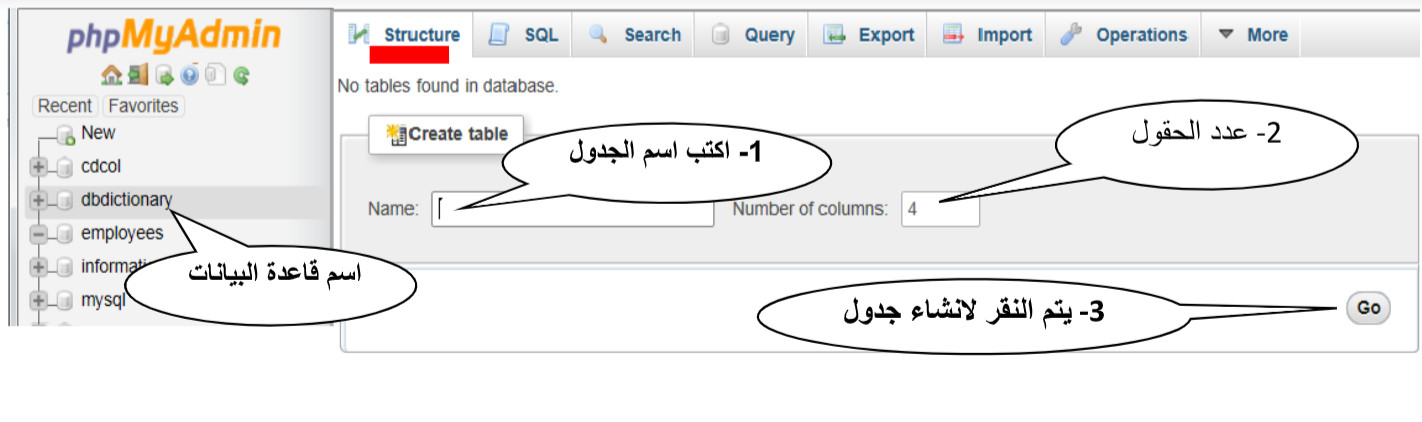 phpMyAdmin
Recent Favorites
New
cdcol
dbdictionary
employees
informati
mysql
اسم قاعدة البيانات
Structure SQL Search Query Export Import Operations More
No tables found in database.
Create table
1- اكتب اسم الجدول
2- عدد الحقول
Name: Number of columns: 4
3- يتم النقر لانشاء جدول
Go